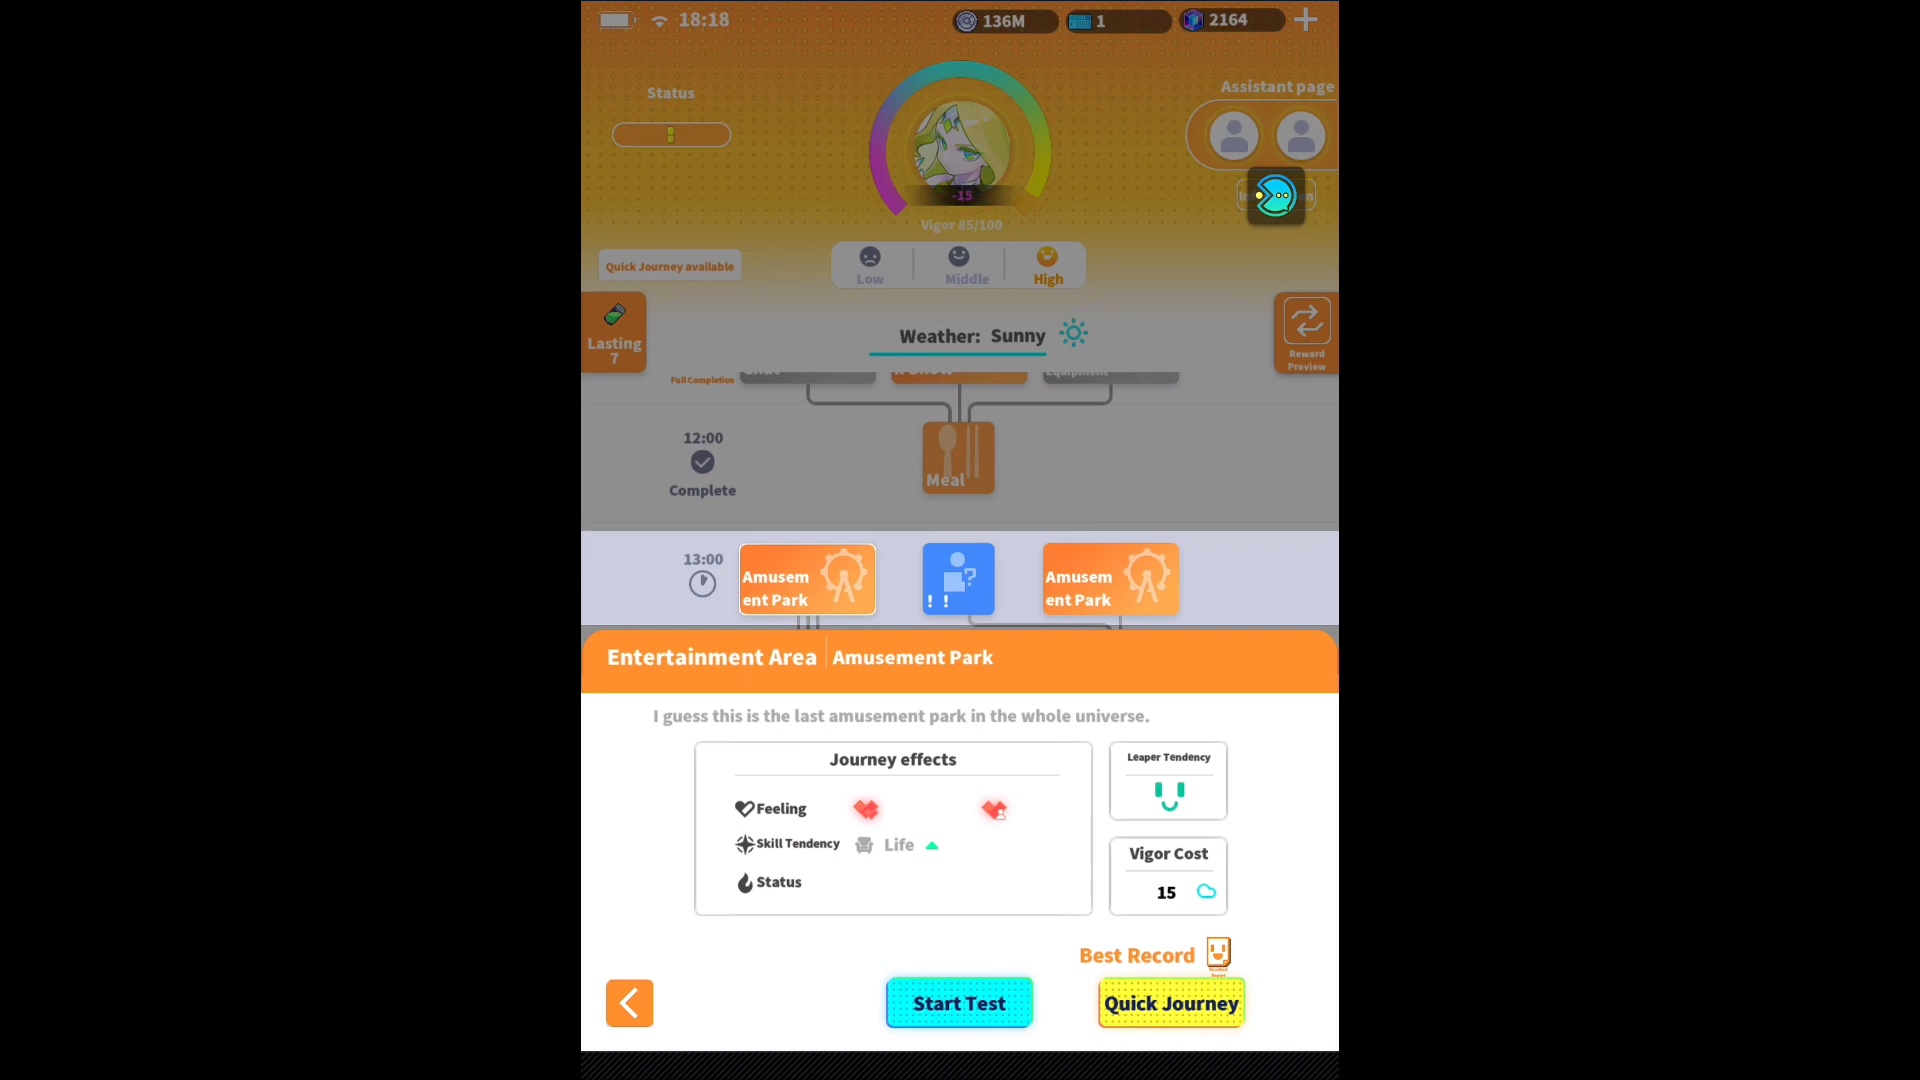 18:18
136M
1
2164
Status
Assistant page
-15
Vigor 85/100
Quick Journey available
Low
Middle
High
Lasting
7
Weather: Sunny
Reward
Preview
Full Completion
Equipment
12:00
Complete
Meal
13:00
Amusem
ent Park
! !
Amusem
ent Park
Entertainment Area
Amusement Park
I guess this is the last amusement park in the whole universe.
Journey effects
Feeling
Skill Tendency
Life
Status
Leaper Tendency
Vigor Cost
15
Best Record
Start Test
Quick Journey